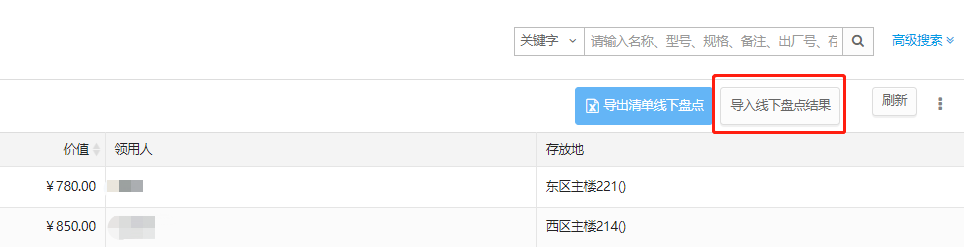 关键字 请输入名称、型号、规格、备注、出厂号、存 高级搜索
导出清单线下盘点 导入线下盘点结果 刷新
价值 领用人 存放地
￥780.00 东区主楼221()
￥850.00 西区主楼214()